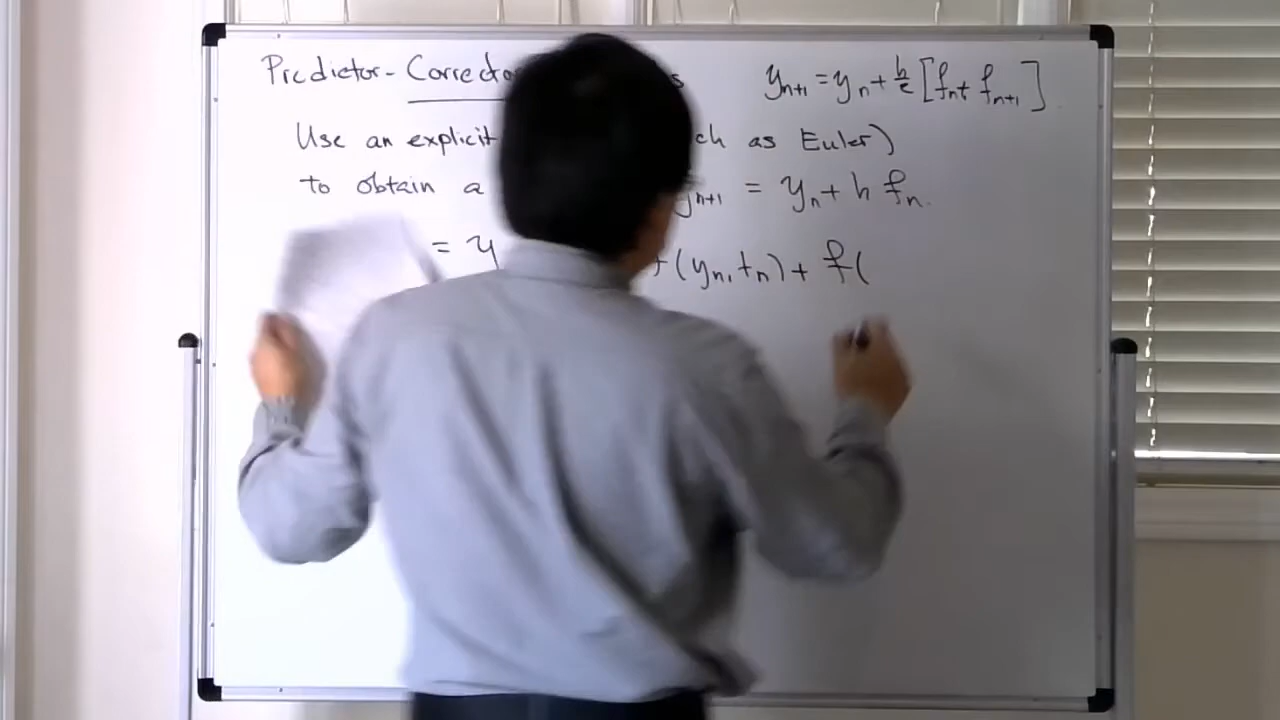 Predictor-Corrector
y_{n+1} = y_n + h/2 [f_n + f_{n+1}]
Use an explicit as Euler)
to obtain a y_{n+1} = y_n + h f_n.
= y f(y_n, t_n) + f(